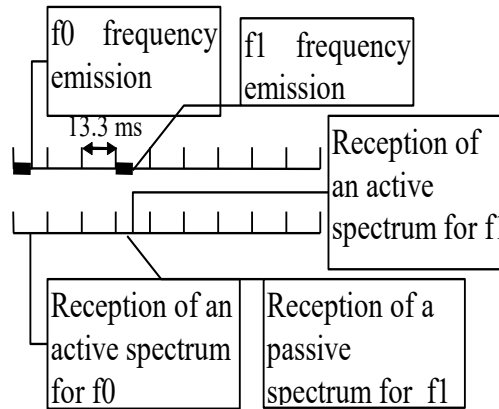 f0 frequency
emission
f1 frequency
emission
13.3 ms
Reception of
an active
spectrum for f1
Reception of an
active spectrum
for f0
Reception of a
passive
spectrum for f1